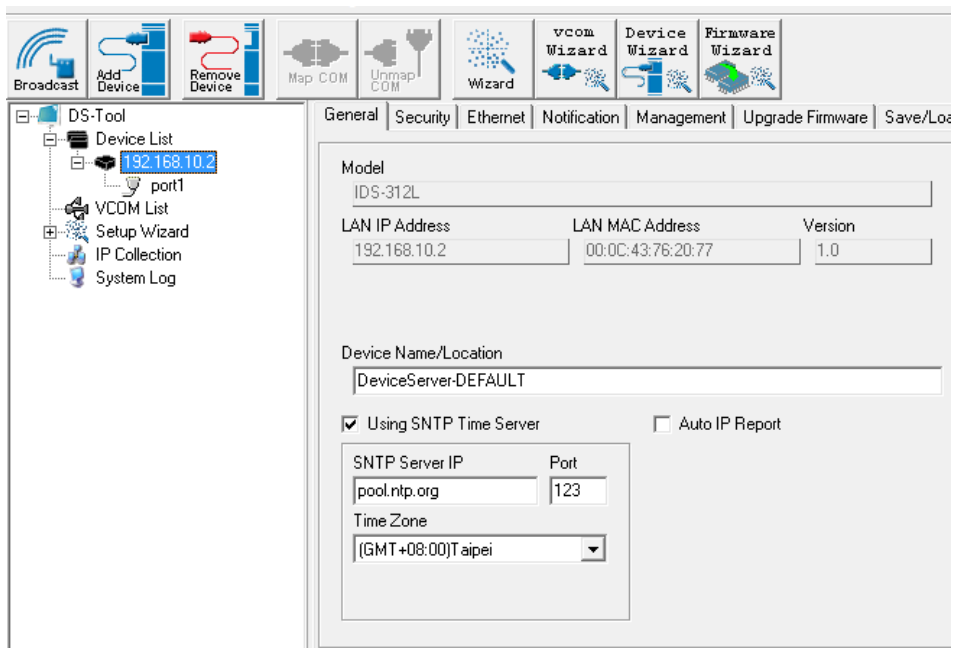 Broadcast
Add Device
Remove Device
Map COM
Unmap COM
Wizard
vcom Wizard
Device Wizard
Firmware Wizard
DS-Tool
Device List
192.168.10.2
port1
VCOM List
Setup Wizard
IP Collection
System Log
General Security Ethernet Notification Management Upgrade Firmware Save/Loa
Model
IDS-312L
LAN IP Address LAN MAC Address Version
192.168.10.2 00:0C:43:76:20:77 1.0
Device Name/Location
DeviceServer-DEFAULT
Using SNTP Time Server Auto IP Report
SNTP Server IP Port
pool.ntp.org 123
Time Zone
(GMT+08:00)Taipei